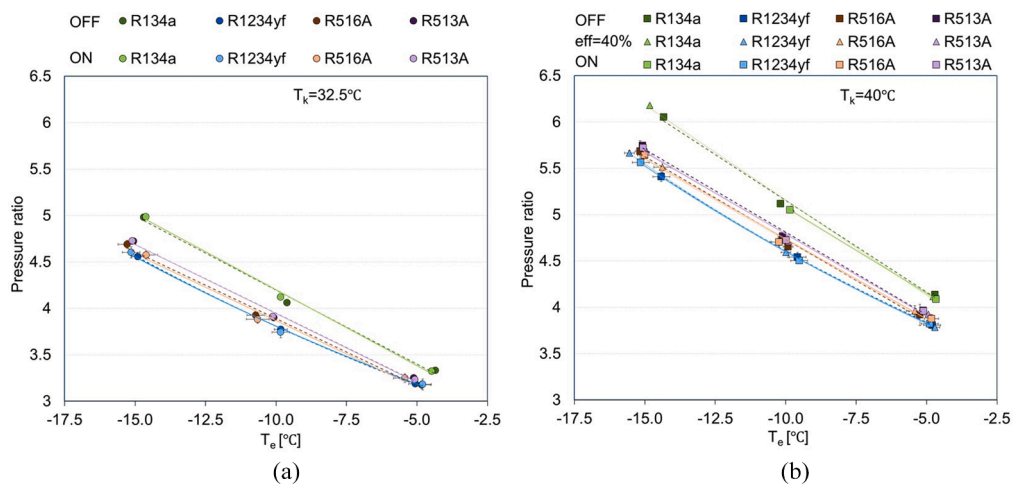 OFF R134a R1234yf R516A R513A
ON R134a R1234yf R516A R513A
6.5
6
5.5
5
4.5
4
3.5
3
Pressure ratio
Tk=32.5℃
-17.5 -15.0 -12.5 -10.0 -7.5 -5.0 -2.5
Te [℃]
(a)
OFF R134a R1234yf R516A R513A
eff=40% R134a R1234yf R516A R513A
ON R134a R1234yf R516A R513A
6.5
6
5.5
5
4.5
4
3.5
3
Pressure ratio
Tk=40℃
-17.5 -15.0 -12.5 -10.0 -7.5 -5.0 -2.5
Te [℃]
(b)